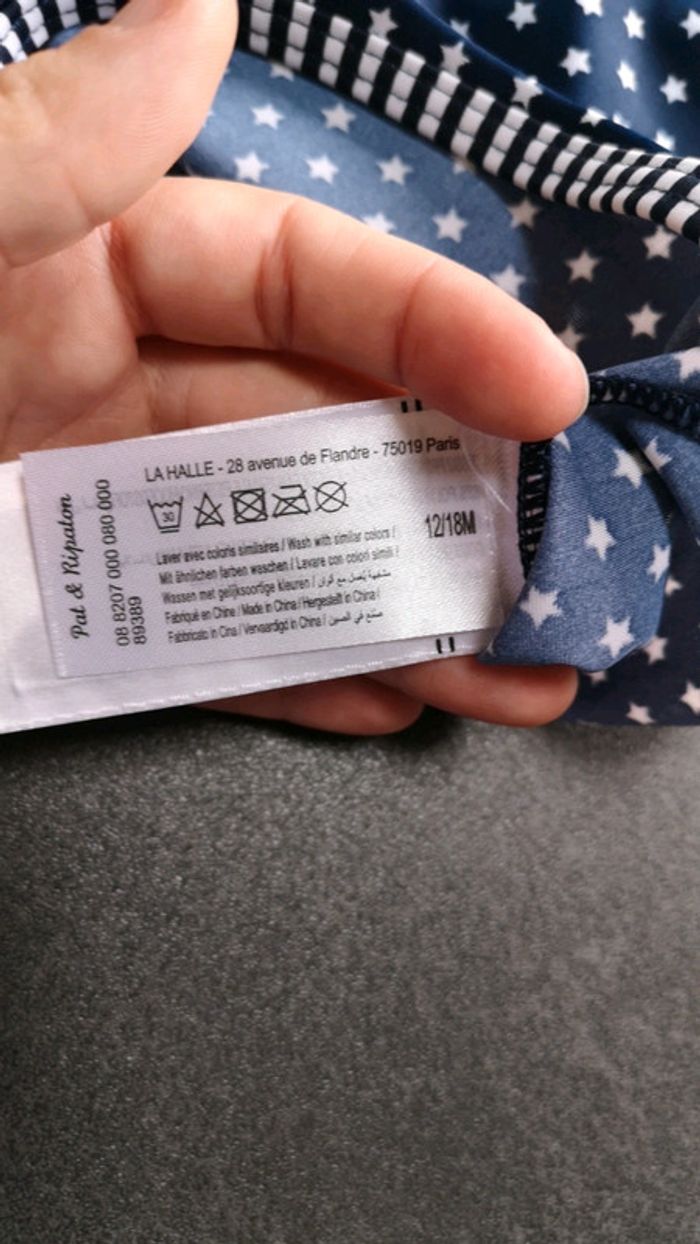 LA HALLE - 28 avenue de Flandre - 75019 Paris
30
12/18M
Laver avec coloris similaires / Wash with similar colors /
Mit ähnlichen farben waschen / Lavare con colori simili /
Wassen met gelijksoortige kleuren /
Fabriqué en Chine / Made in China / Hergestellt in China /
Fabbricato in Cina / Vervaardigd in China / صنع في الصين
Pat & Ripaton
08 8207 000 080 000
89389